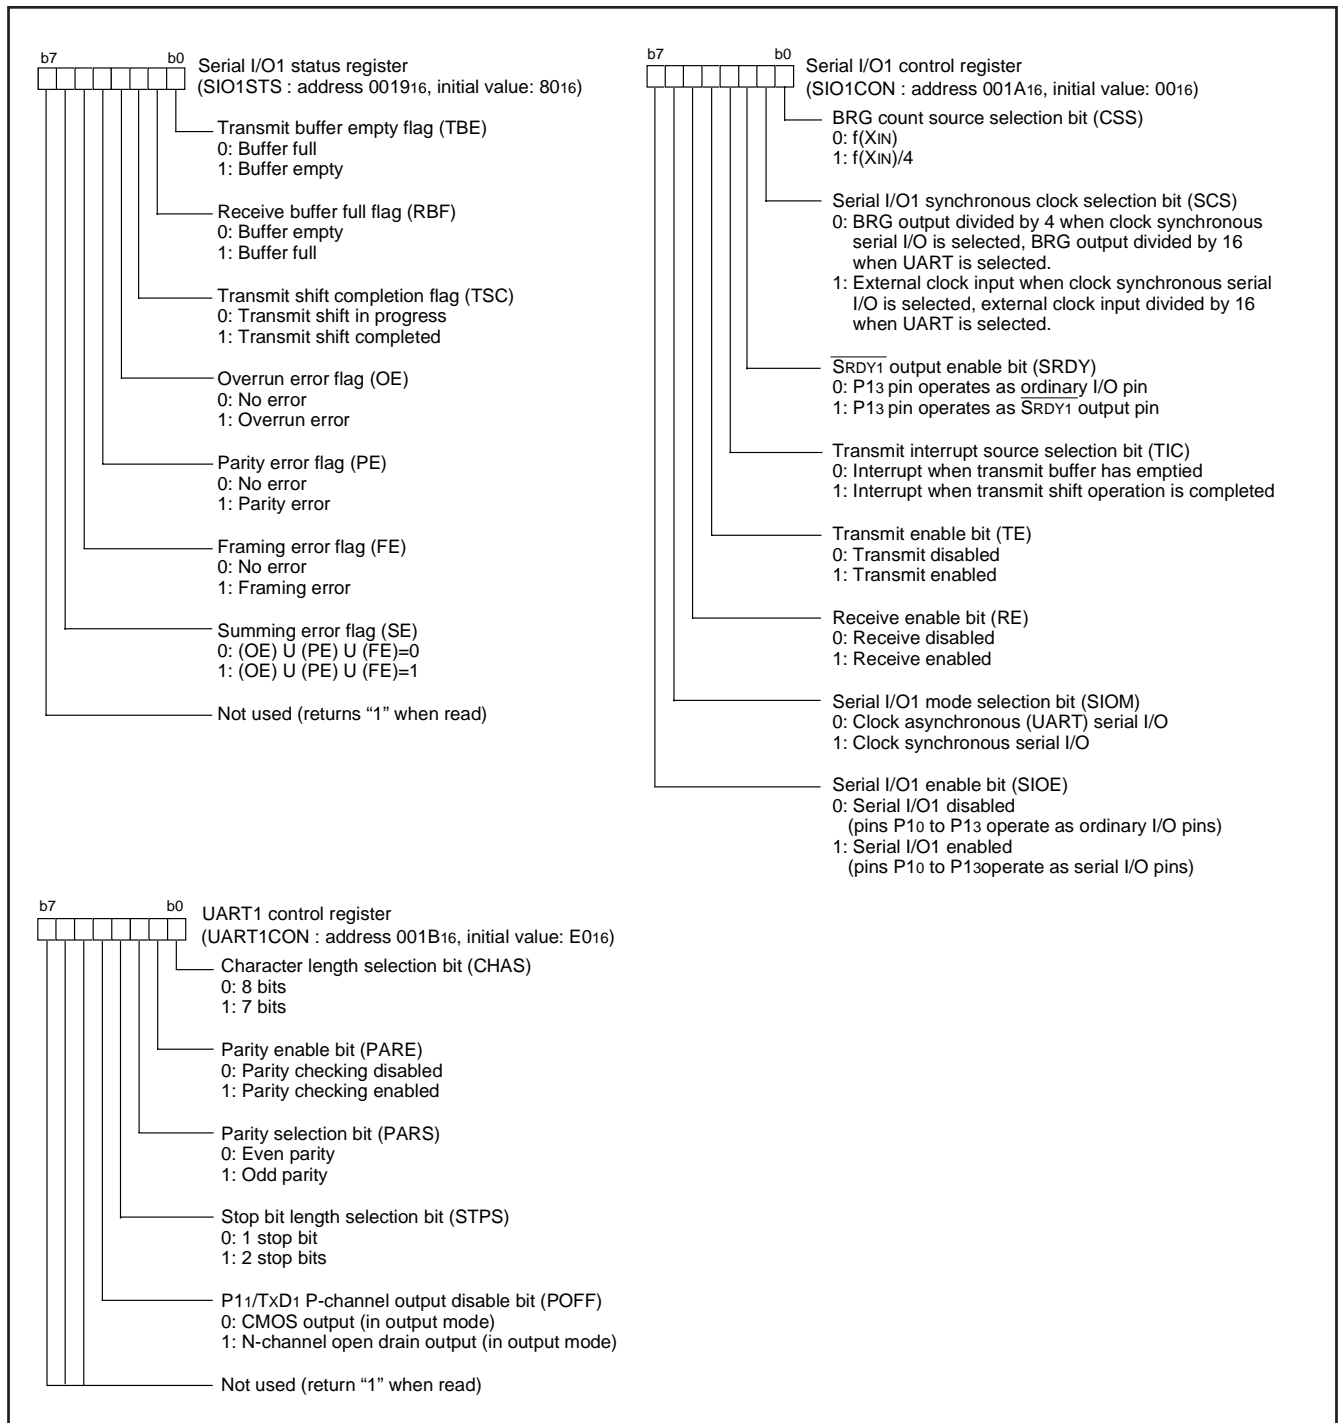 b7 b0
Serial I/O1 status register
(SIO1STS : address 001916, initial value: 8016)
Transmit buffer empty flag (TBE)
0: Buffer full
1: Buffer empty
Receive buffer full flag (RBF)
0: Buffer empty
1: Buffer full
Transmit shift completion flag (TSC)
0: Transmit shift in progress
1: Transmit shift completed
Overrun error flag (OE)
0: No error
1: Overrun error
Parity error flag (PE)
0: No error
1: Parity error
Framing error flag (FE)
0: No error
1: Framing error
Summing error flag (SE)
0: (OE) U (PE) U (FE)=0
1: (OE) U (PE) U (FE)=1
Not used (returns “1” when read)
b7 b0
Serial I/O1 control register
(SIO1CON : address 001A16, initial value: 0016)
BRG count source selection bit (CSS)
0: f(XIN)
1: f(XIN)/4
Serial I/O1 synchronous clock selection bit (SCS)
0: BRG output divided by 4 when clock synchronous
serial I/O is selected, BRG output divided by 16
when UART is selected.
1: External clock input when clock synchronous serial
I/O is selected, external clock input divided by 16
when UART is selected.
SRDY1 output enable bit (SRDY)
0: P13 pin operates as ordinary I/O pin
1: P13 pin operates as SRDY1 output pin
Transmit interrupt source selection bit (TIC)
0: Interrupt when transmit buffer has emptied
1: Interrupt when transmit shift operation is completed
Transmit enable bit (TE)
0: Transmit disabled
1: Transmit enabled
Receive enable bit (RE)
0: Receive disabled
1: Receive enabled
Serial I/O1 mode selection bit (SIOM)
0: Clock asynchronous (UART) serial I/O
1: Clock synchronous serial I/O
Serial I/O1 enable bit (SIOE)
0: Serial I/O1 disabled
(pins P10 to P13 operate as ordinary I/O pins)
1: Serial I/O1 enabled
(pins P10 to P13operate as serial I/O pins)
b7 b0
UART1 control register
(UART1CON : address 001B16, initial value: E016)
Character length selection bit (CHAS)
0: 8 bits
1: 7 bits
Parity enable bit (PARE)
0: Parity checking disabled
1: Parity checking enabled
Parity selection bit (PARS)
0: Even parity
1: Odd parity
Stop bit length selection bit (STPS)
0: 1 stop bit
1: 2 stop bits
P11/TXD1 P-channel output disable bit (POFF)
0: CMOS output (in output mode)
1: N-channel open drain output (in output mode)
Not used (return “1” when read)